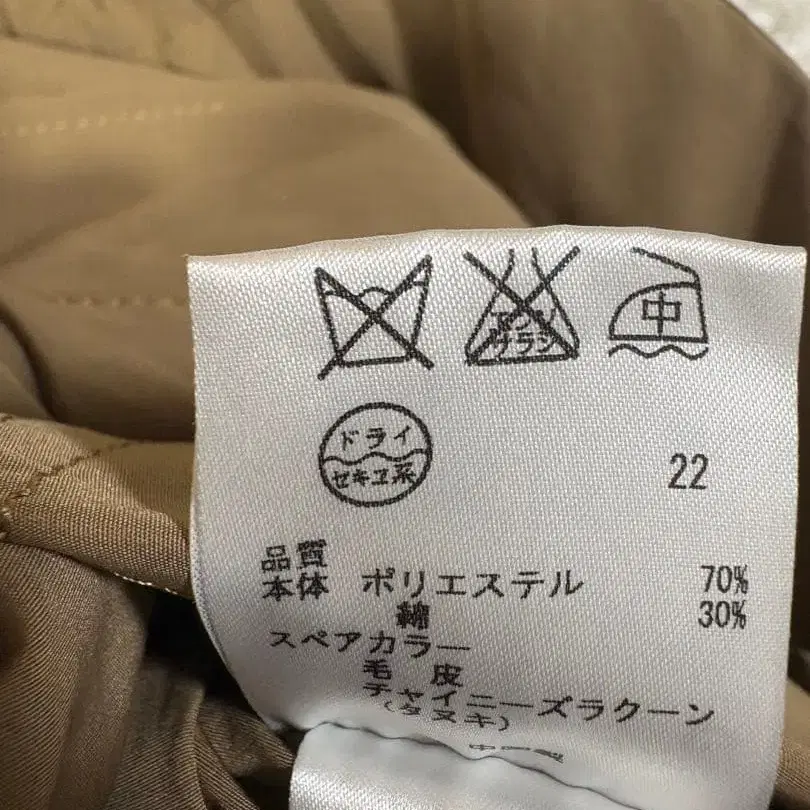 エンソ
サラシ
中
ドライ
セキユ系
22
品質
本体 ポリエステル 70%
綿 30%
スペアカラー
毛 皮
チャイニーズラクーン
(タヌキ)